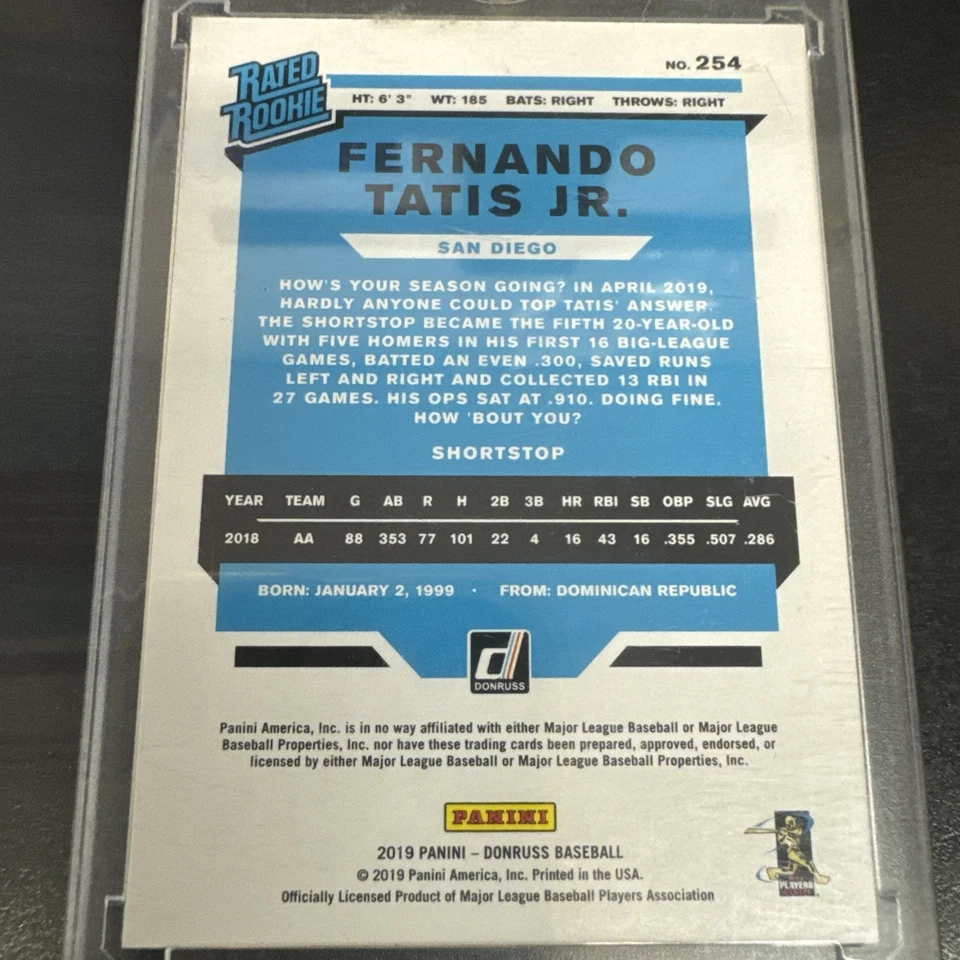 RATED
ROOKIE
NO. 254
HT: 6' 3" WT: 185 BATS: RIGHT THROWS: RIGHT
FERNANDO
TATIS JR.
SAN DIEGO
HOW'S YOUR SEASON GOING? IN APRIL 2019,
HARDLY ANYONE COULD TOP TATIS' ANSWER.
THE SHORTSTOP BECAME THE FIFTH 20-YEAR-OLD
WITH FIVE HOMERS IN HIS FIRST 16 BIG-LEAGUE
GAMES, BATTED AN EVEN .300, SAVED RUNS
LEFT AND RIGHT AND COLLECTED 13 RBI IN
27 GAMES. HIS OPS SAT AT .910. DOING FINE.
HOW 'BOUT YOU?
SHORTSTOP
YEAR TEAM G AB R H 2B 3B HR RBI SB OBP SLG AVG
2018 AA 88 353 77 101 22 4 16 43 16 .355 .507 .286
BORN: JANUARY 2, 1999 · FROM: DOMINICAN REPUBLIC
d
DONRUSS
Panini America, Inc. is in no way affiliated with either Major League Baseball or Major League
Baseball Properties, Inc. nor have these trading cards been prepared, approved, endorsed, or
licensed by either Major League Baseball or Major League Baseball Properties, Inc.
PANINI
2019 PANINI – DONRUSS BASEBALL
© 2019 Panini America, Inc. Printed in the USA.
Officially Licensed Product of Major League Baseball Players Association
PLAYERS